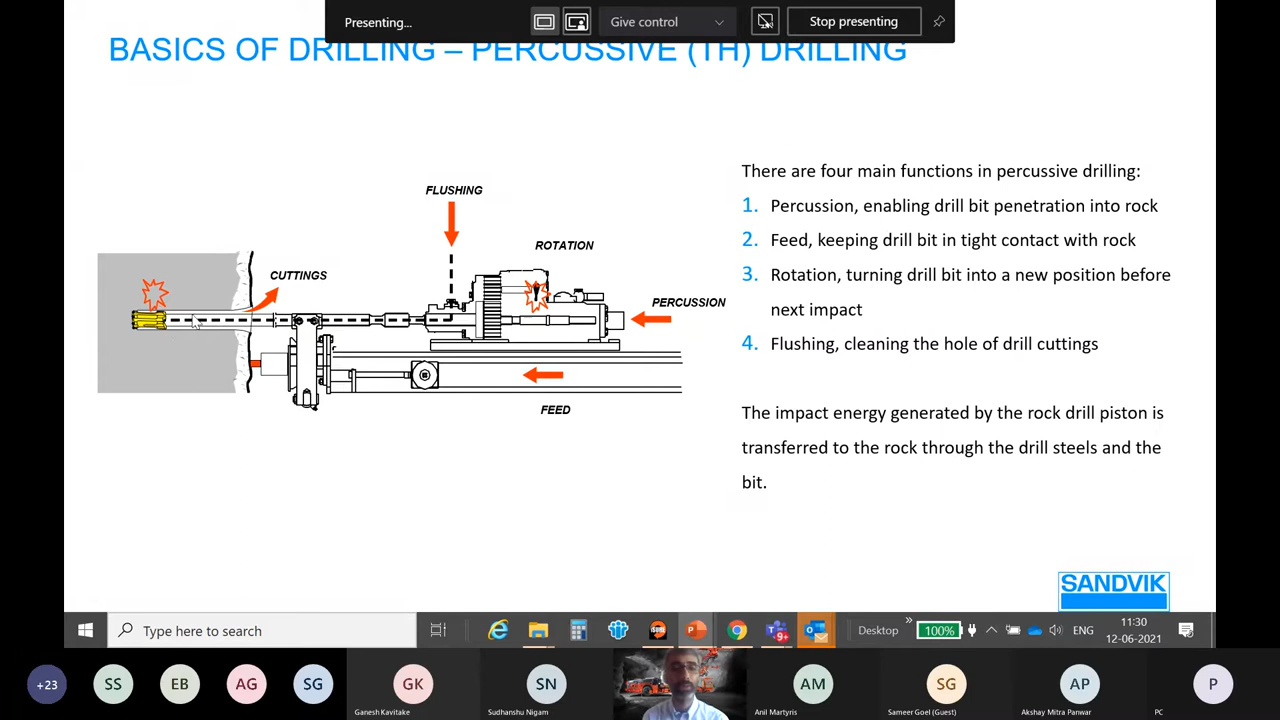 Presenting...
Give control
Stop presenting
BASICS OF DRILLING – PERCUSSIVE (TH) DRILLING
FLUSHING
ROTATION
CUTTINGS
PERCUSSION
FEED
There are four main functions in percussive drilling:
1. Percussion, enabling drill bit penetration into rock
2. Feed, keeping drill bit in tight contact with rock
3. Rotation, turning drill bit into a new position before
next impact
4. Flushing, cleaning the hole of drill cuttings
The impact energy generated by the rock drill piston is
transferred to the rock through the drill steels and the
bit.
SANDVIK
Type here to search
9+
Desktop
»
100%
ENG
11:30
12-06-2021
+23
SS
EB
AG
SG
GK
SN
AM
SG
AP
P
Ganesh Kavitake
Sudhanshu Nigam
Anil Martyris
Sameer Goel (Guest)
Akshay Mitra Panwar
PC